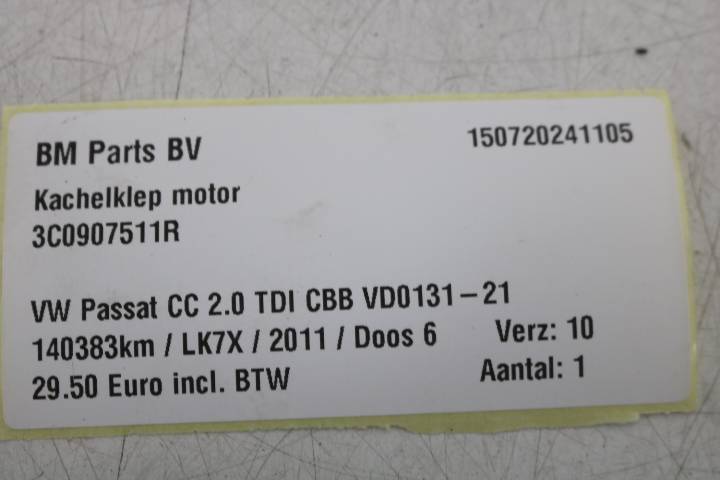 BM Parts BV 150720241105
Kachelklep motor
3C0907511R
VW Passat CC 2.0 TDI CBB VD0131-21
140383km / LK7X / 2011 / Doos 6 Verz: 10
29.50 Euro incl. BTW Aantal: 1